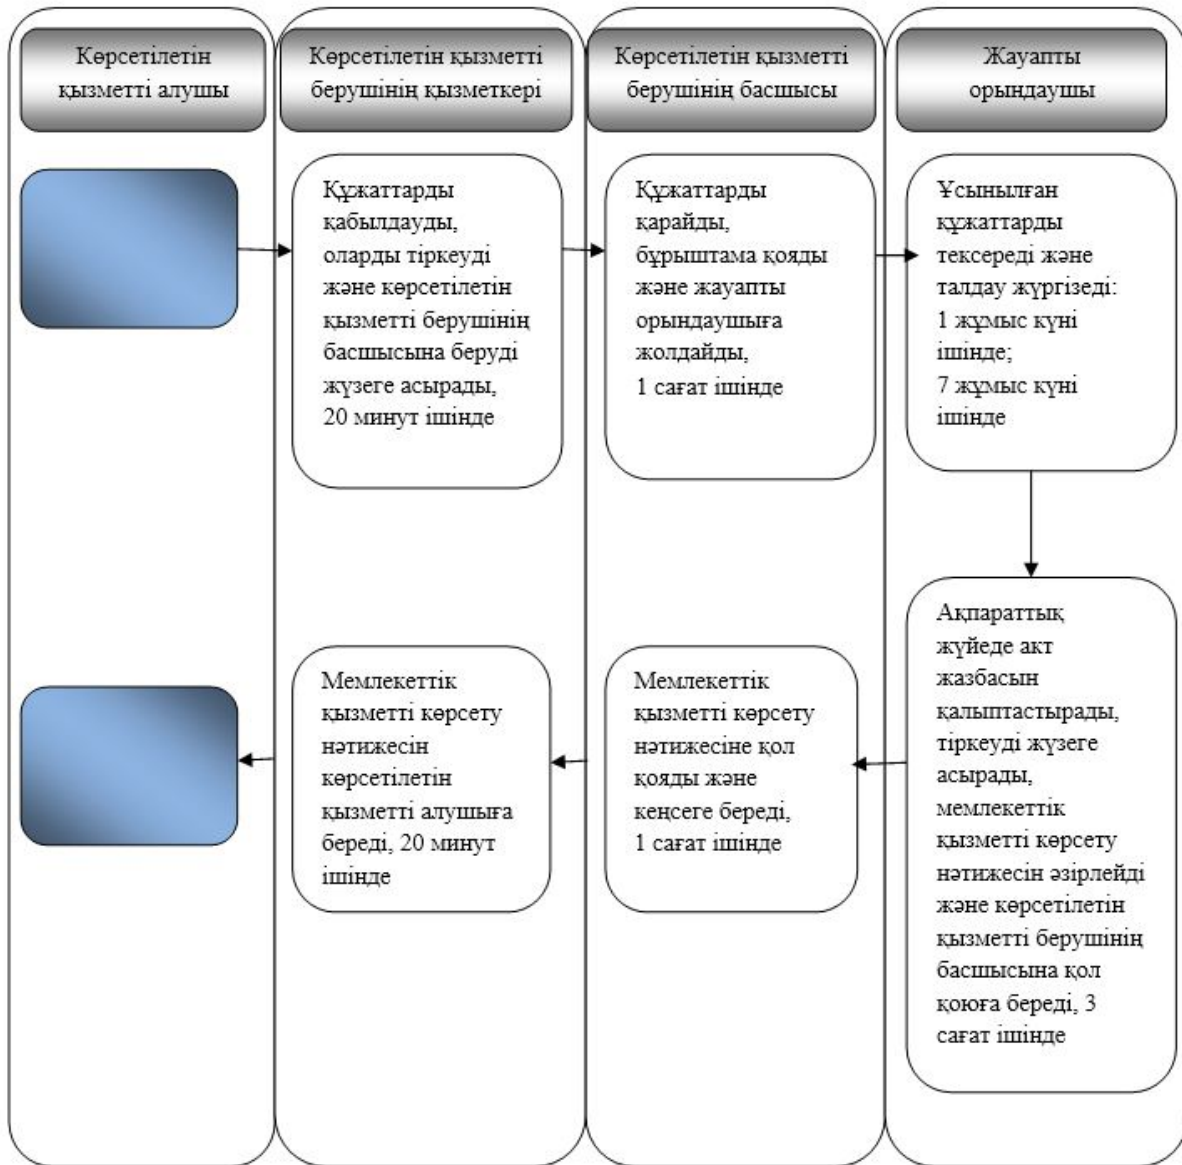 Көрсетілетін
қызметті алушы
Көрсетілетін қызметті
берушінің қызметкері
Көрсетілетін қызметті
берушінің басшысы
Жауапты
орындаушы
Құжаттарды
қабылдауды,
оларды тіркеуді
және көрсетілетін
қызметті берушінің
басшысына беруді
жүзеге асырады,
20 минут ішінде
Құжаттарды
қарайды,
бұрыштама қояды
және жауапты
орындаушыға
жолдайды,
1 сағат ішінде
Ұсынылған
құжаттарды
тексереді және
талдау жүргізеді:
1 жұмыс күні
ішінде;
7 жұмыс күні
ішінде
Ақпараттық
жүйеде акт
жазбасын
қалыптастырады,
тіркеуді жүзеге
асырады,
мемлекеттік
қызметті көрсету
нәтижесін әзірлейді
және көрсетілетін
қызметті берушінің
басшысына қол
қоюға береді, 3
сағат ішінде
Мемлекеттік
қызметті көрсету
нәтижесіне қол
қояды және
кеңсеге береді,
1 сағат ішінде
Мемлекеттік
қызметті көрсету
нәтижесін
көрсетілетін
қызметті алушыға
береді, 20 минут
ішінде